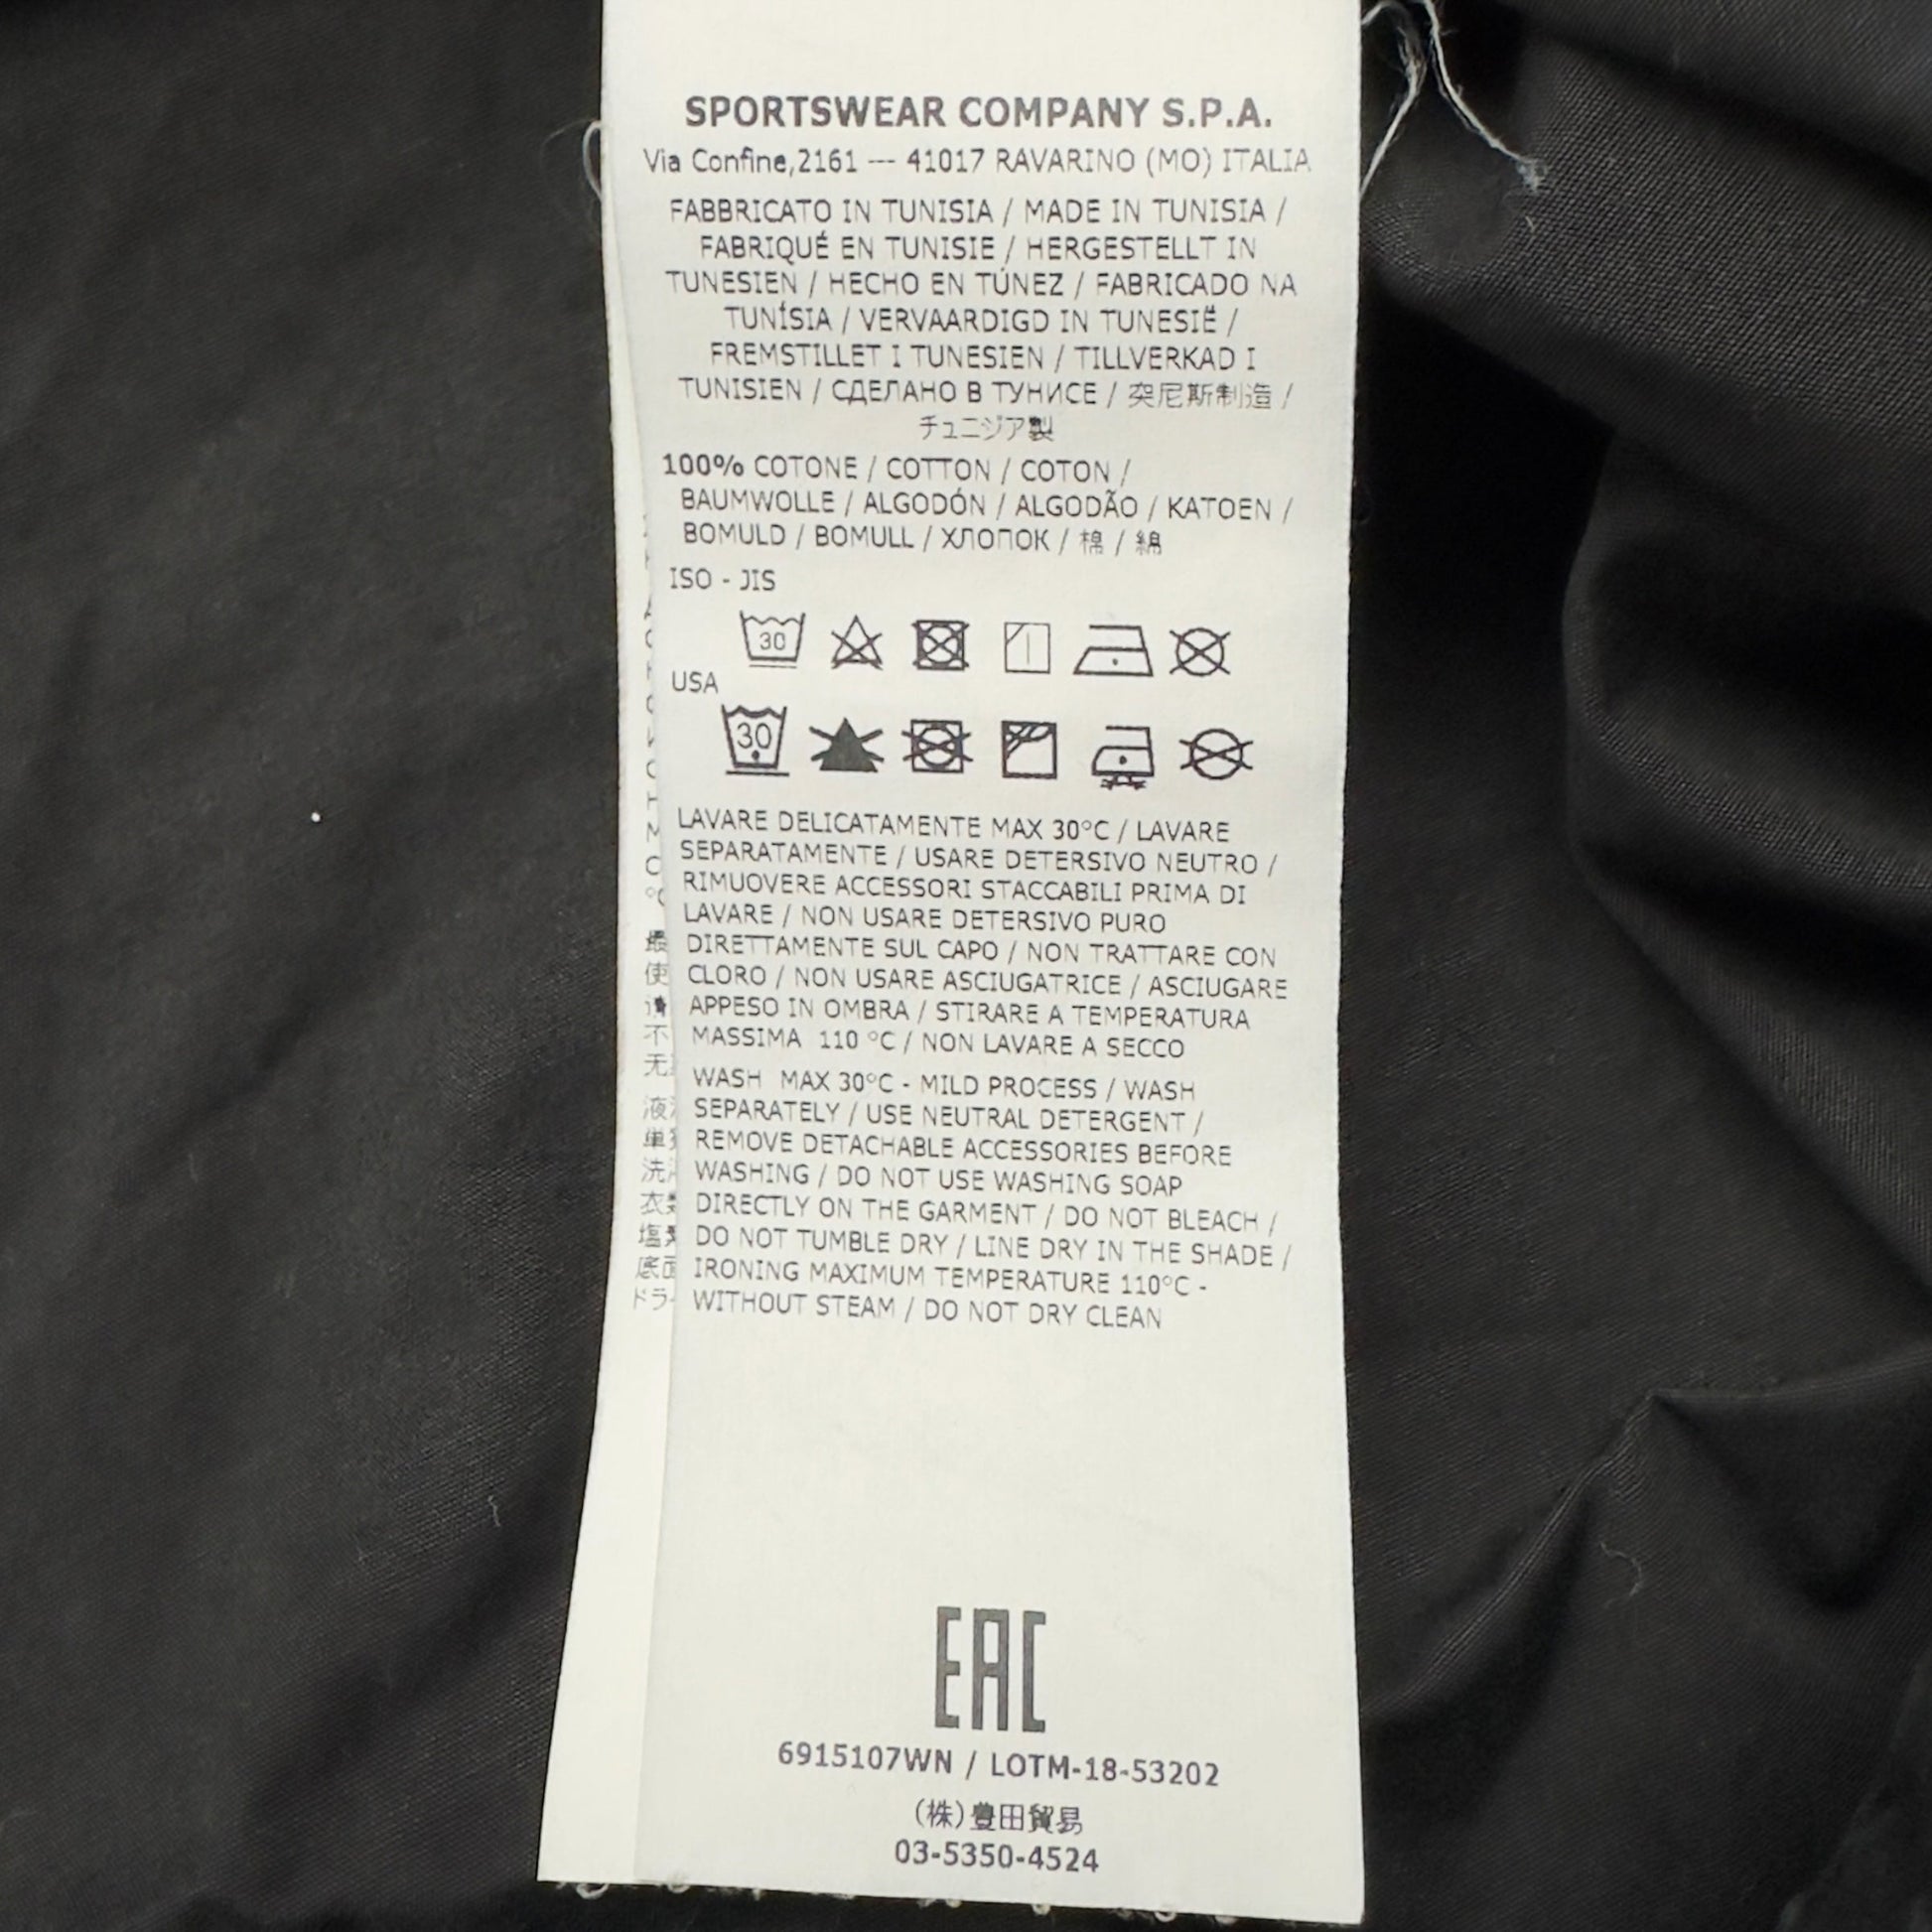 SPORTSWEAR COMPANY S.P.A.
Via Confine,2161 --- 41017 RAVARINO (MO) ITALIA
FABBRICATO IN TUNISIA / MADE IN TUNISIA /
FABRIQUÉ EN TUNISIE / HERGESTELLT IN
TUNESIEN / HECHO EN TÚNEZ / FABRICADO NA
TUNÍSIA / VERVAARDIGD IN TUNESIË /
FREMSTILLET I TUNESIEN / TILLVERKAD I
TUNISIEN / СДЕЛАНО В ТУНИСЕ / 突尼斯制造 /
チュニジア製
100% COTONE / COTTON / COTON /
BAUMWOLLE / ALGODÓN / ALGODÃO / KATOEN /
BOMULD / BOMULL / ХЛОПОК / 棉 / 綿
ISO - JIS
30
USA
30
LAVARE DELICATAMENTE MAX 30°C / LAVARE
SEPARATAMENTE / USARE DETERSIVO NEUTRO /
RIMUOVERE ACCESSORI STACCABILI PRIMA DI
LAVARE / NON USARE DETERSIVO PURO
DIRETTAMENTE SUL CAPO / NON TRATTARE CON
CLORO / NON USARE ASCIUGATRICE / ASCIUGARE
APPESO IN OMBRA / STIRARE A TEMPERATURA
MASSIMA 110 °C / NON LAVARE A SECCO
WASH MAX 30°C - MILD PROCESS / WASH
SEPARATELY / USE NEUTRAL DETERGENT /
REMOVE DETACHABLE ACCESSORIES BEFORE
WASHING / DO NOT USE WASHING SOAP
DIRECTLY ON THE GARMENT / DO NOT BLEACH /
DO NOT TUMBLE DRY / LINE DRY IN THE SHADE /
IRONING MAXIMUM TEMPERATURE 110°C -
WITHOUT STEAM / DO NOT DRY CLEAN
EAC
6915107WN / LOTM-18-53202
(株)豊田貿易
03-5350-4524